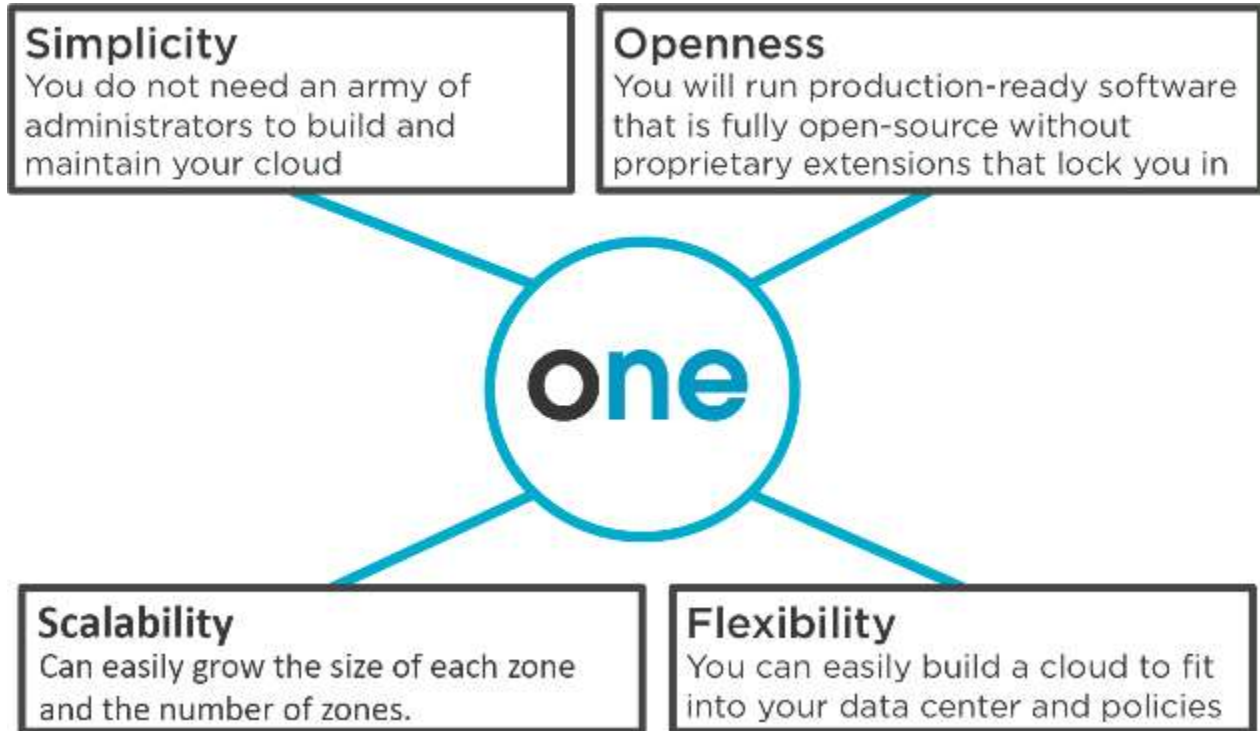 Simplicity
You do not need an army of
administrators to build and
maintain your cloud
Openness
You will run production-ready software
that is fully open-source without
proprietary extensions that lock you in
one
Scalability
Can easily grow the size of each zone
and the number of zones.
Flexibility
You can easily build a cloud to fit
into your data center and policies